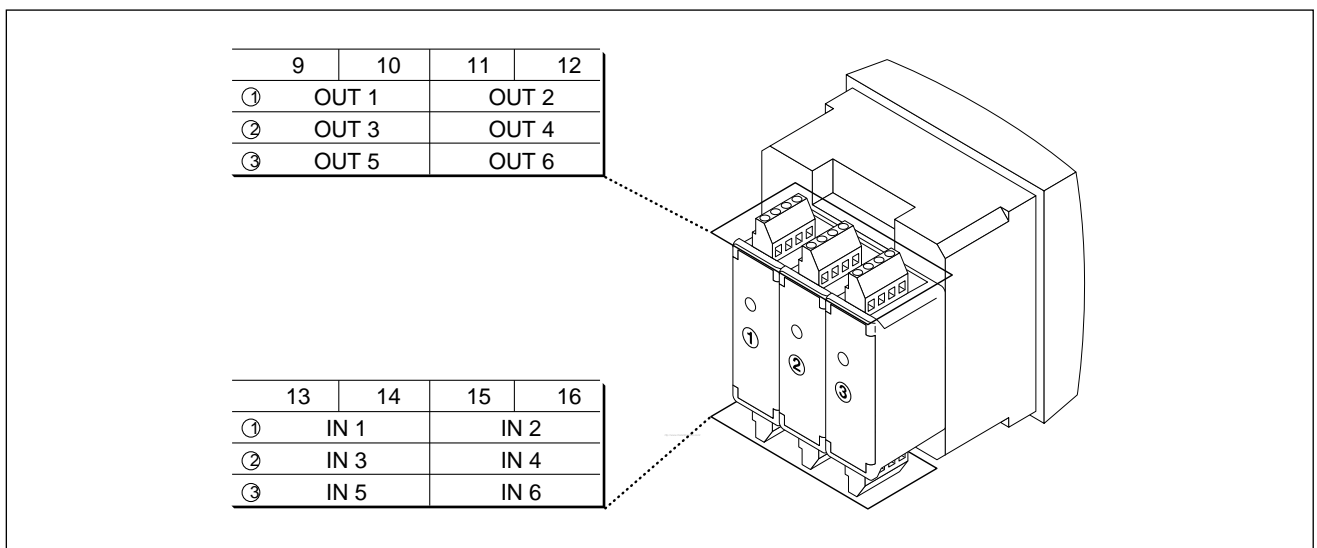 9 10 11 12
① OUT 1 OUT 2
② OUT 3 OUT 4
③ OUT 5 OUT 6
①
②
③
13 14 15 16
① IN 1 IN 2
② IN 3 IN 4
③ IN 5 IN 6